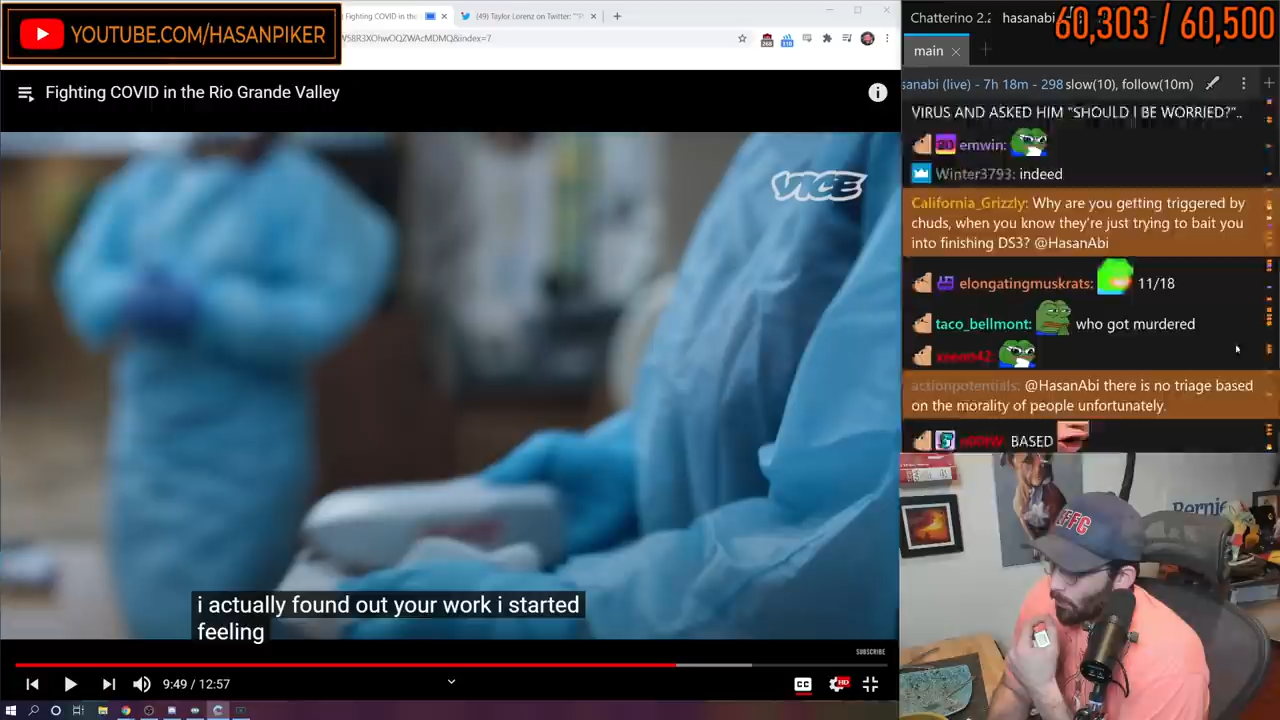 YOUTUBE.COM/HASANPIKER
Fighting COVID in the
(49) Taylor Lorenz on Twitter: "P
Chatterino 2.
hasanabi
60,303 / 60,500
main
sanabi (live) - 7h 18m - 298 slow(10), follow(10m)
Fighting COVID in the Rio Grande Valley
VICE
VIRUS AND ASKED HIM "SHOULD I BE WORRIED?"..
emwin:
Winter3793: indeed
California_Grizzly: Why are you getting triggered by
chuds, when you know they're just trying to bait you
into finishing DS3? @HasanAbi
elongatingmuskrats: 11/18
taco_bellmont: who got murdered
actionpotentials: @HasanAbi there is no triage based
on the morality of people unfortunately.
BASED
Bernie
i actually found out your work i started
feeling
SUBSCRIBE
9:49 / 12:57
CC
HD